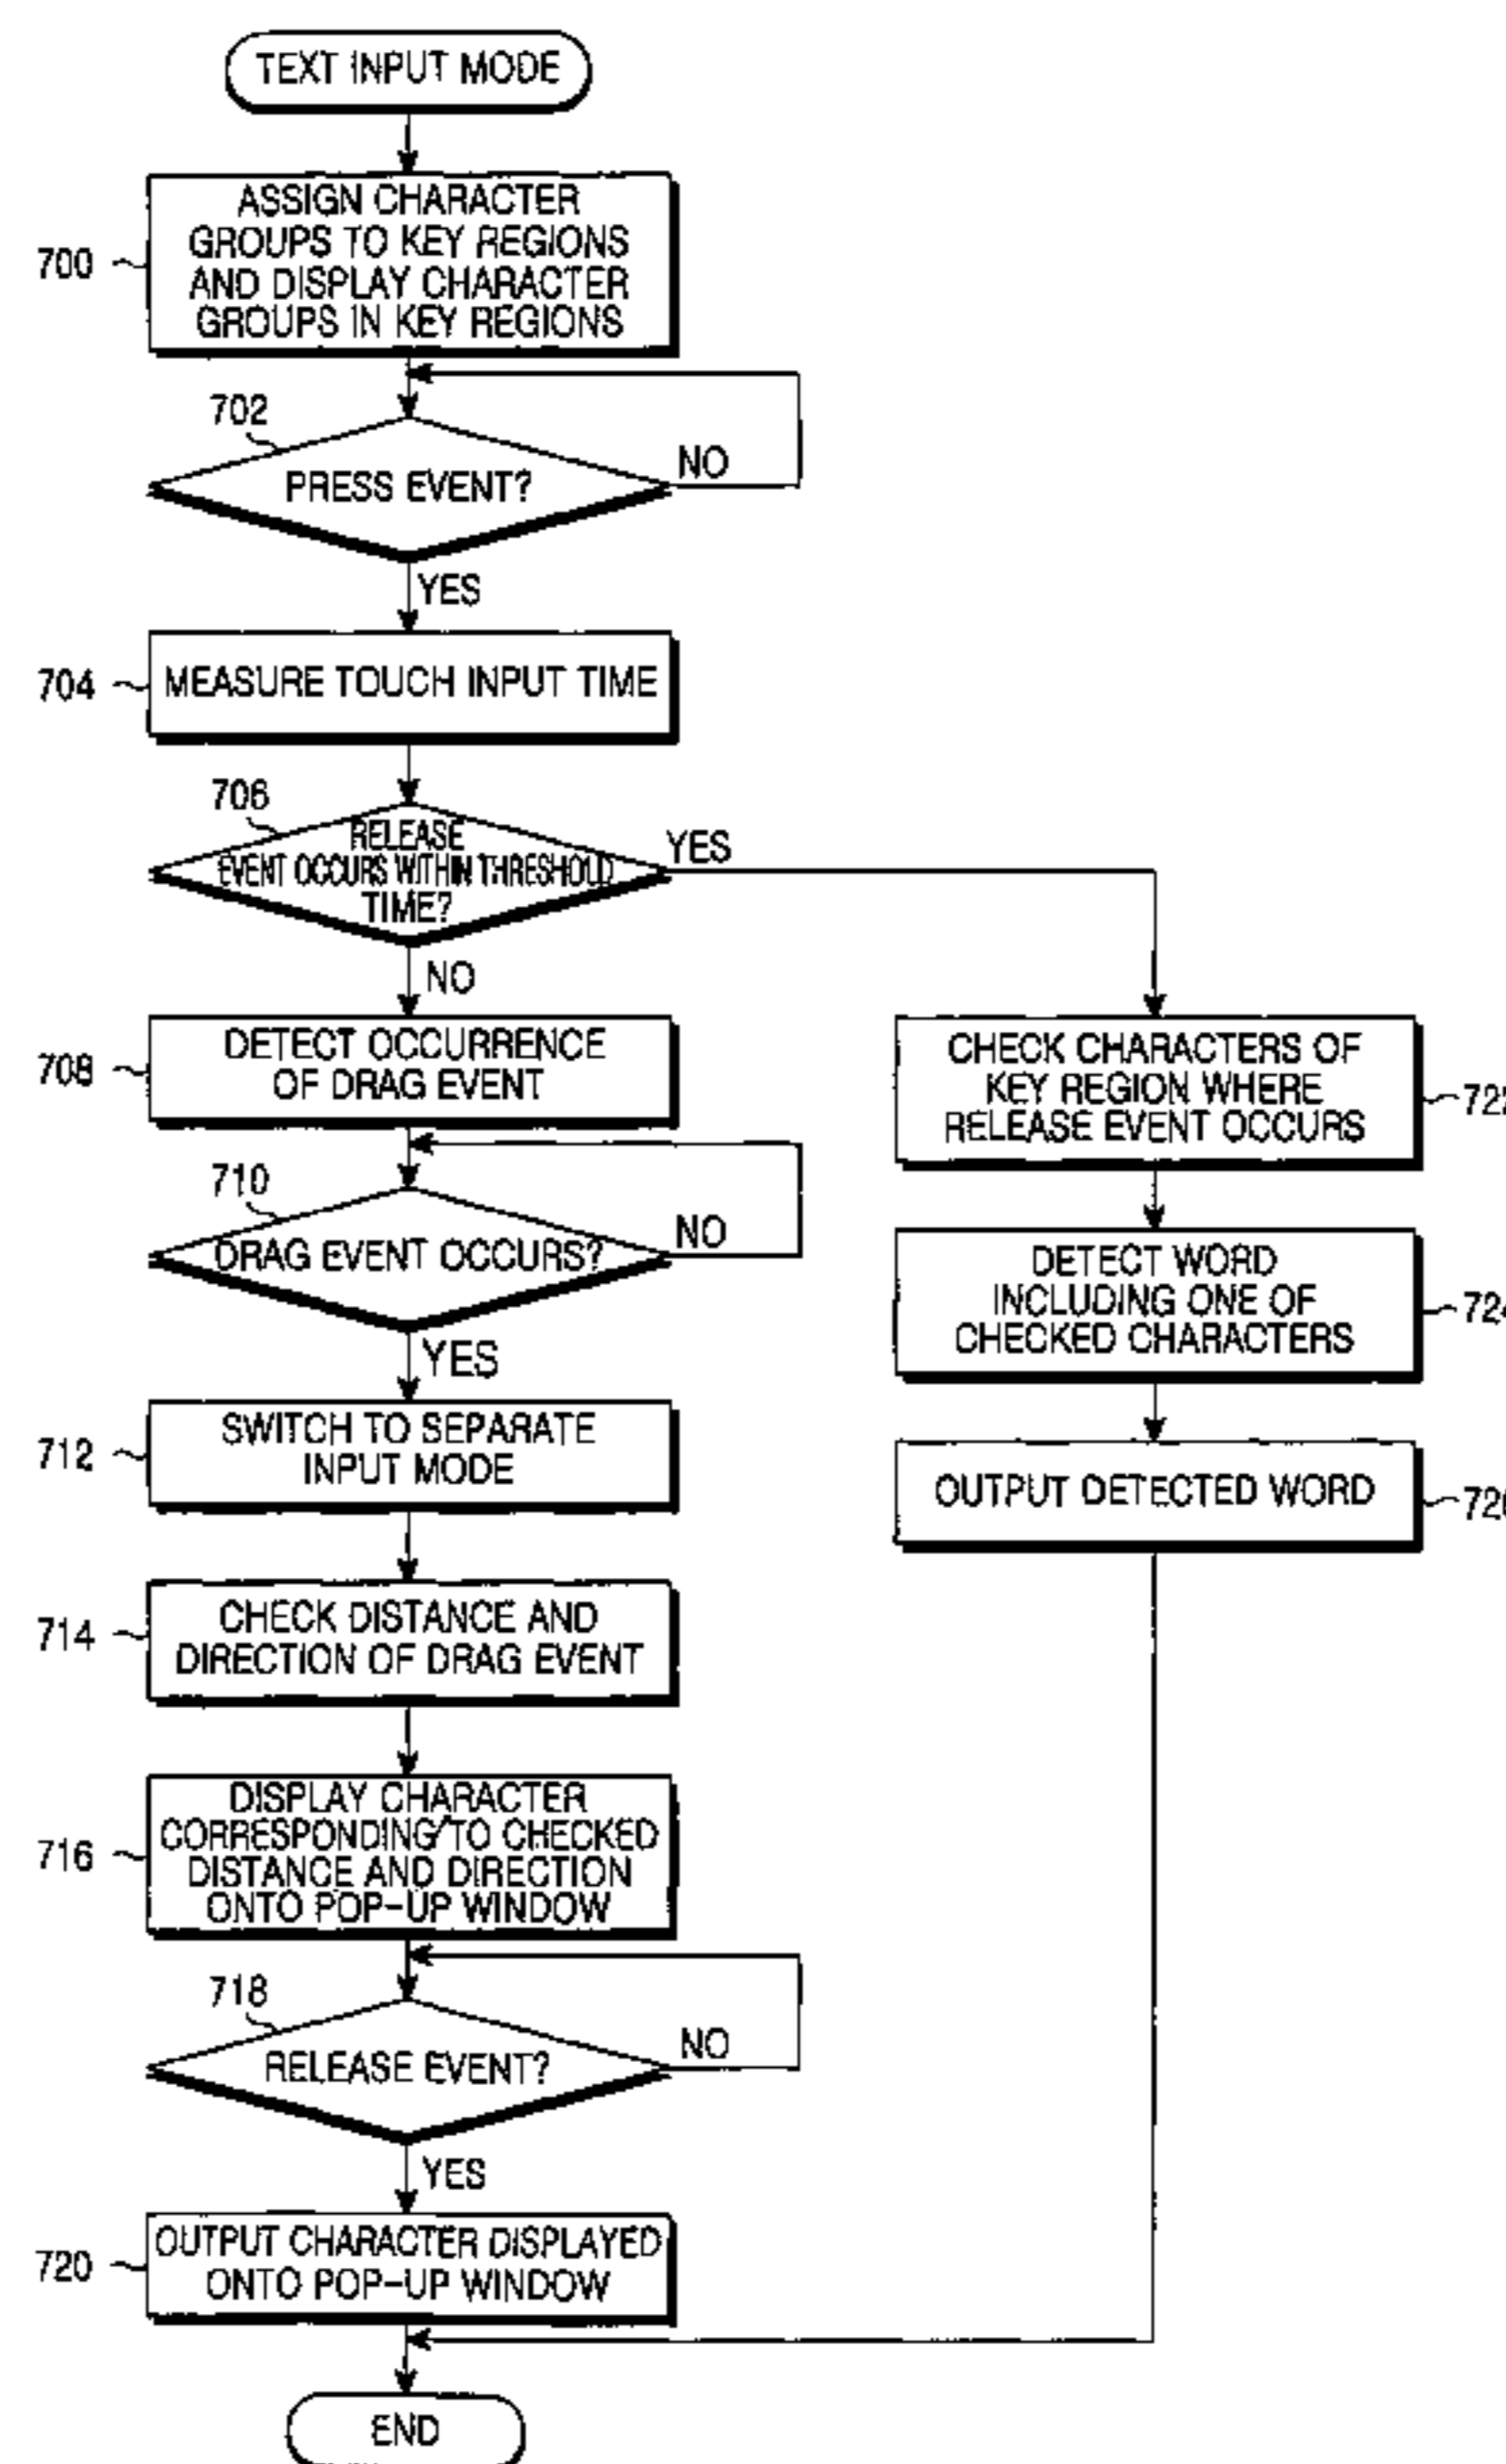 TEXT INPUT MODE
700
ASSIGN CHARACTER
GROUPS TO KEY REGIONS
AND DISPLAY CHARACTER
GROUPS IN KEY REGIONS
702
PRESS EVENT?
NO
YES
704
MEASURE TOUCH INPUT TIME
706
RELEASE
EVENT OCCURS WITHIN THRESHOLD
TIME?
YES
NO
708
DETECT OCCURRENCE
OF DRAG EVENT
710
DRAG EVENT OCCURS?
NO
YES
712
SWITCH TO SEPARATE
INPUT MODE
714
CHECK DISTANCE AND
DIRECTION OF DRAG EVENT
716
DISPLAY CHARACTER
CORRESPONDING/TO CHECKED
DISTANCE AND DIRECTION
ONTO POP-UP WINDOW
718
RELEASE EVENT?
NO
YES
720
OUTPUT CHARACTER DISPLAYED
ONTO POP-UP WINDOW
END
CHECK CHARACTERS OF
KEY REGION WHERE
RELEASE EVENT OCCURS
DETECT WORD
INCLUDING ONE OF
CHECKED CHARACTERS
OUTPUT DETECTED WORD